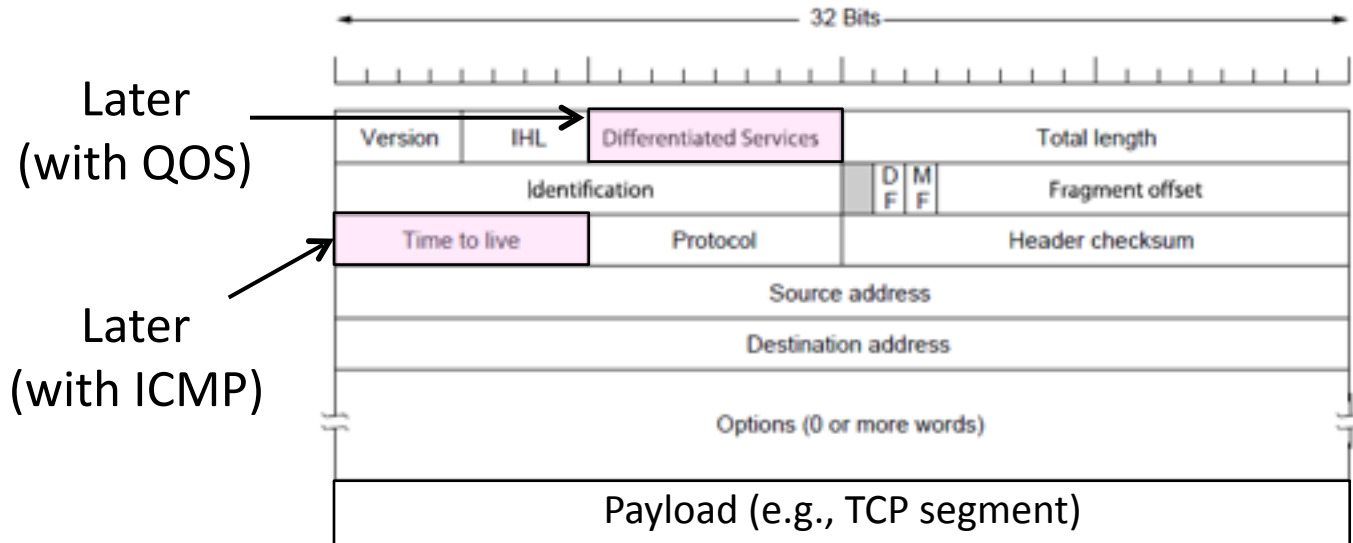 32 Bits
Later
(with QOS)
Version IHL Differentiated Services Total length
Identification D F M F Fragment offset
Time to live Protocol Header checksum
Source address
Later
(with ICMP)
Destination address
Options (0 or more words)
Payload (e.g., TCP segment)